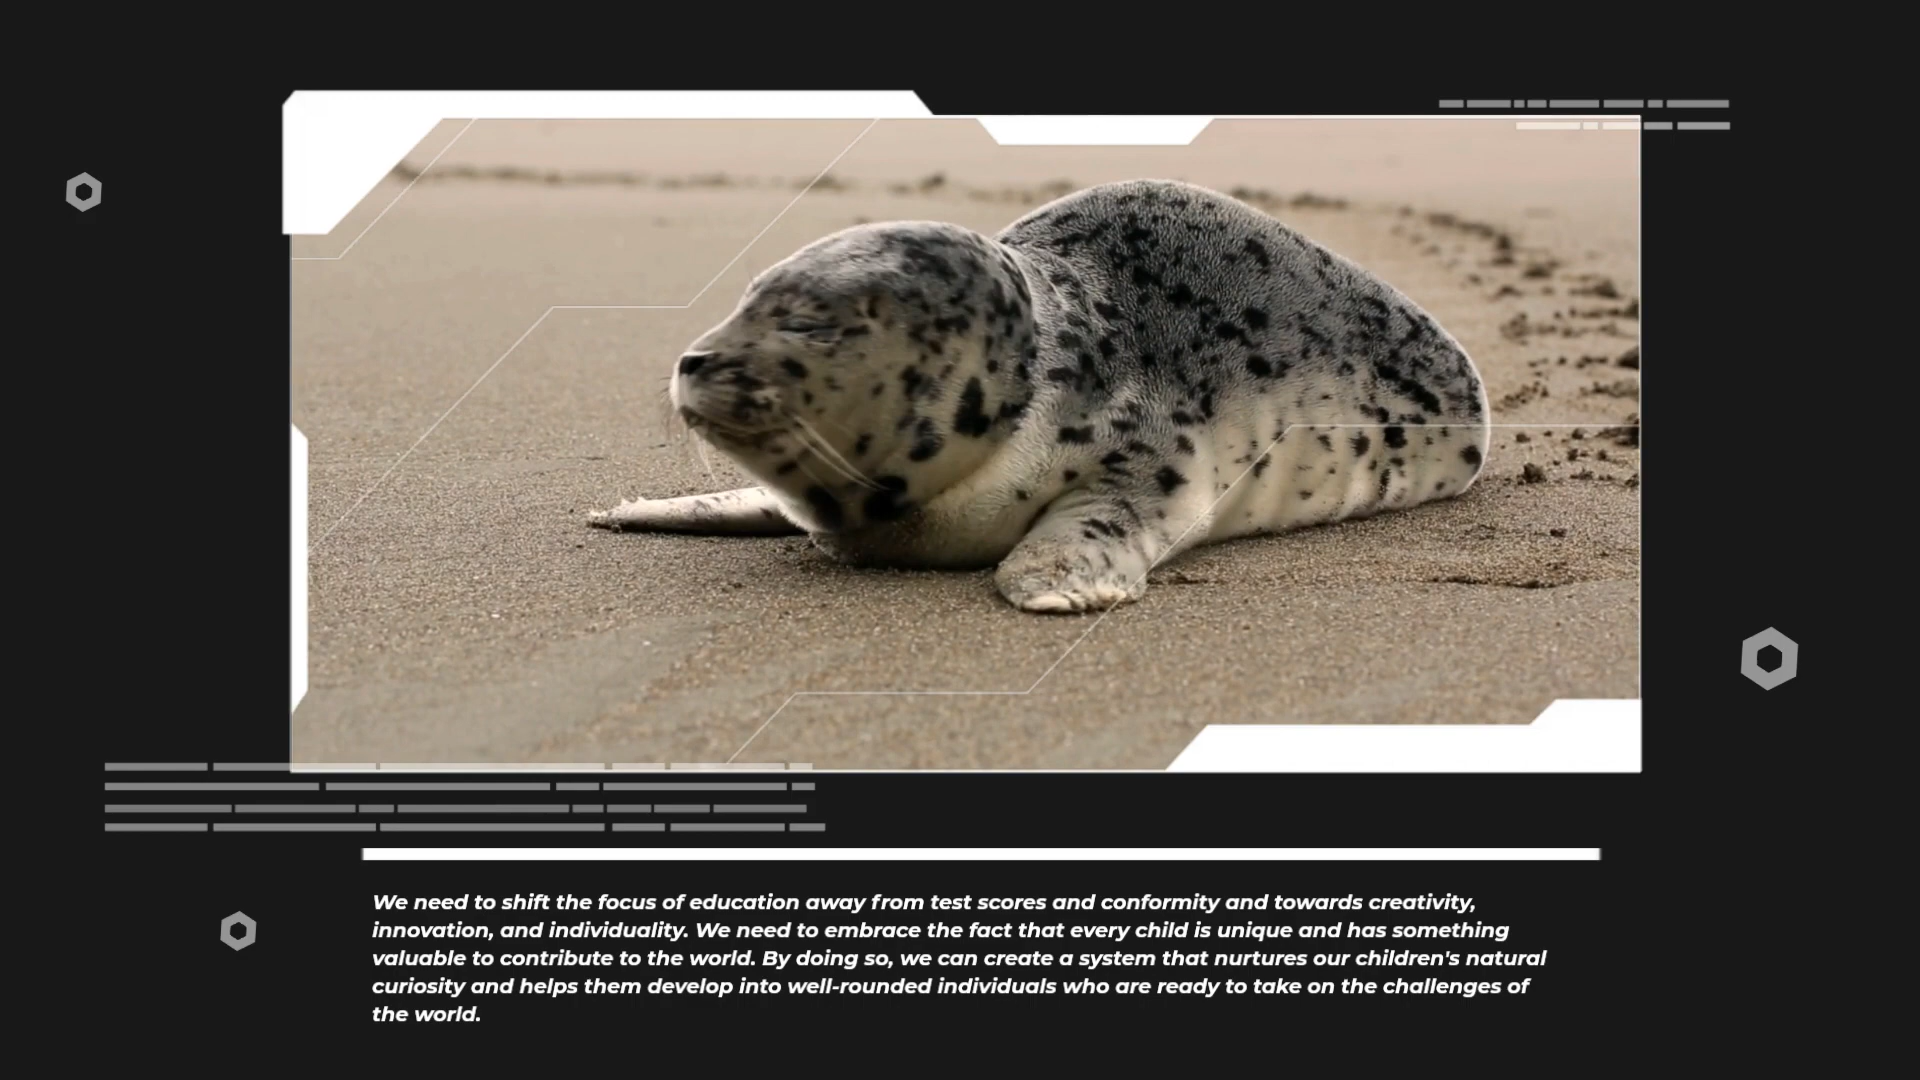 We need to shift the focus of education away from test scores and conformity and towards creativity,
innovation, and individuality. We need to embrace the fact that every child is unique and has something
valuable to contribute to the world. By doing so, we can create a system that nurtures our children's natural
curiosity and helps them develop into well-rounded individuals who are ready to take on the challenges of
the world.